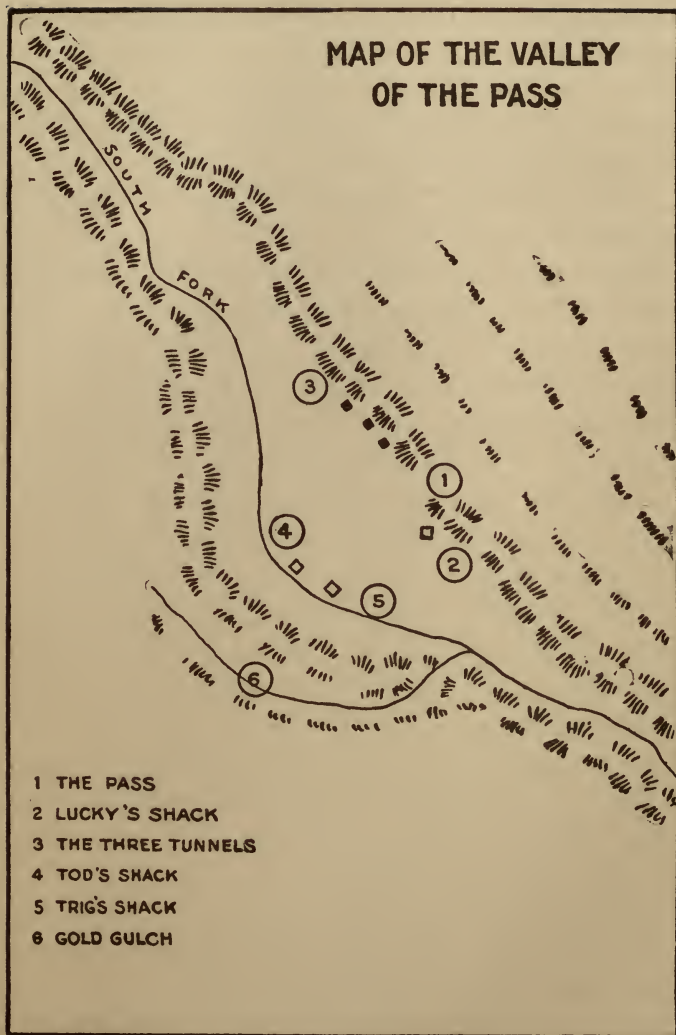 MAP OF THE VALLEY
OF THE PASS
SOUTH
FORK
3
1
4
2
5
6
1 THE PASS
2 LUCKY'S SHACK
3 THE THREE TUNNELS
4 TOD'S SHACK
5 TRIG'S SHACK
6 GOLD GULCH